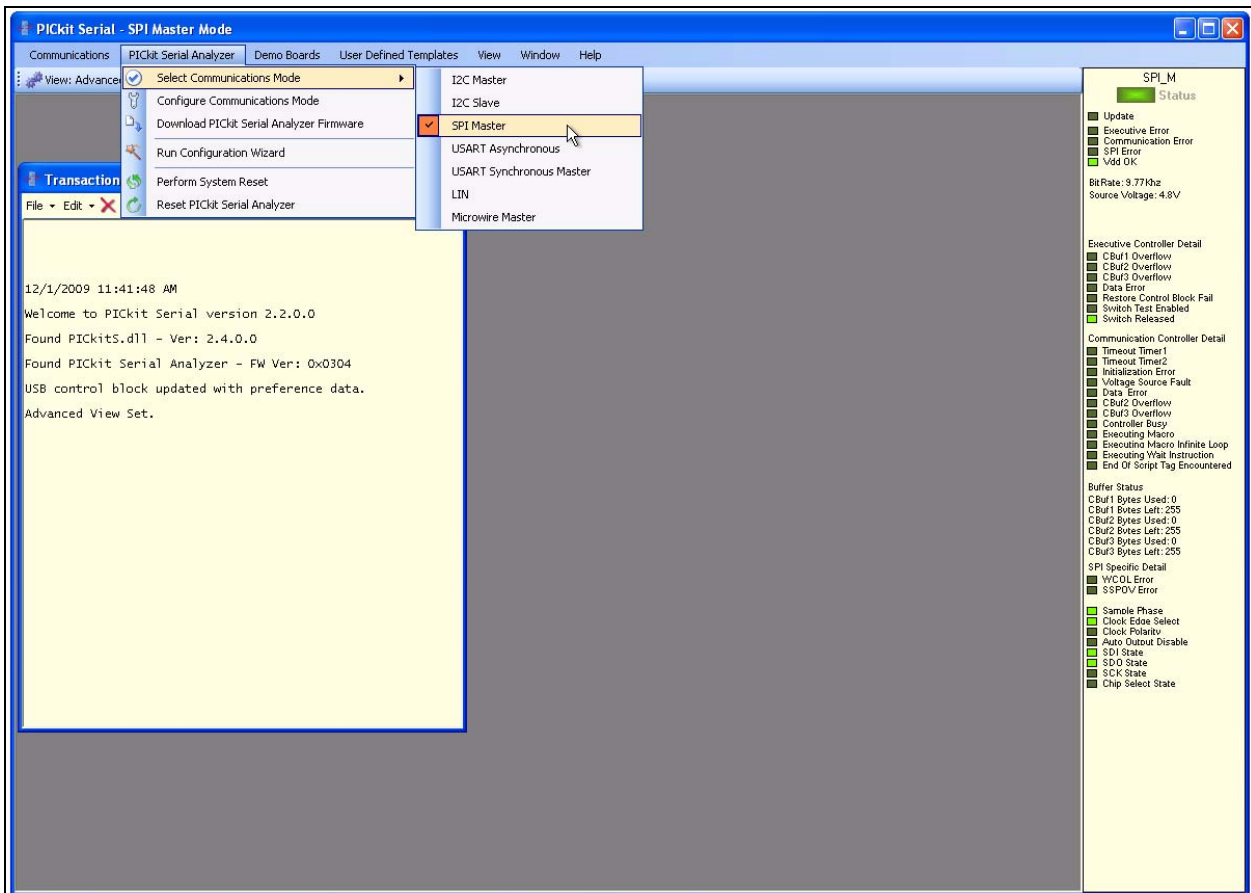 PICkit Serial - SPI Master Mode
Communications PICkit Serial Analyzer Demo Boards User Defined Templates View Window Help
View: Advance
Select Communications Mode
Configure Communications Mode
Download PICkit Serial Analyzer Firmware
Run Configuration Wizard
Perform System Reset
Reset PICkit Serial Analyzer
I2C Master
I2C Slave
SPI Master
USART Asynchronous
USART Synchronous Master
LIN
Microwire Master
Transaction
File Edit
12/1/2009 11:41:48 AM
Welcome to PICkit Serial version 2.2.0.0
Found PICkitS.dll - Ver: 2.4.0.0
Found PICkit Serial Analyzer - FW Ver: 0x0304
USB control block updated with preference data.
Advanced View Set.
SPI_M
Status
Update
Executive Error
Communication Error
SPI Error
Vdd OK
BitRate: 9.77Khz
Source Voltage: 4.8V
Executive Controller Detail
CBuf1 Overflow
CBuf2 Overflow
CBuf3 Overflow
Data Error
Restore Control Block Fail
Switch Test Enabled
Switch Released
Communication Controller Detail
Timeout Timer1
Timeout Timer2
Initialization Error
Voltage Source Fault
Data Error
CBuf2 Overflow
CBuf3 Overflow
Controller Busy
Executing Macro
Executing Macro Infinite Loop
Executing Wait Instruction
End Of Script Tag Encountered
Buffer Status
CBuf1 Bytes Used: 0
CBuf1 Bytes Left: 255
CBuf2 Bytes Used: 0
CBuf2 Bytes Left: 255
CBuf3 Bytes Used: 0
CBuf3 Bytes Left: 255
SPI Specific Detail
WCOL Error
SSPOV Error
Sample Phase
Clock Edge Select
Clock Polarity
Auto Output Disable
SDI State
SDO State
SCK State
Chip Select State